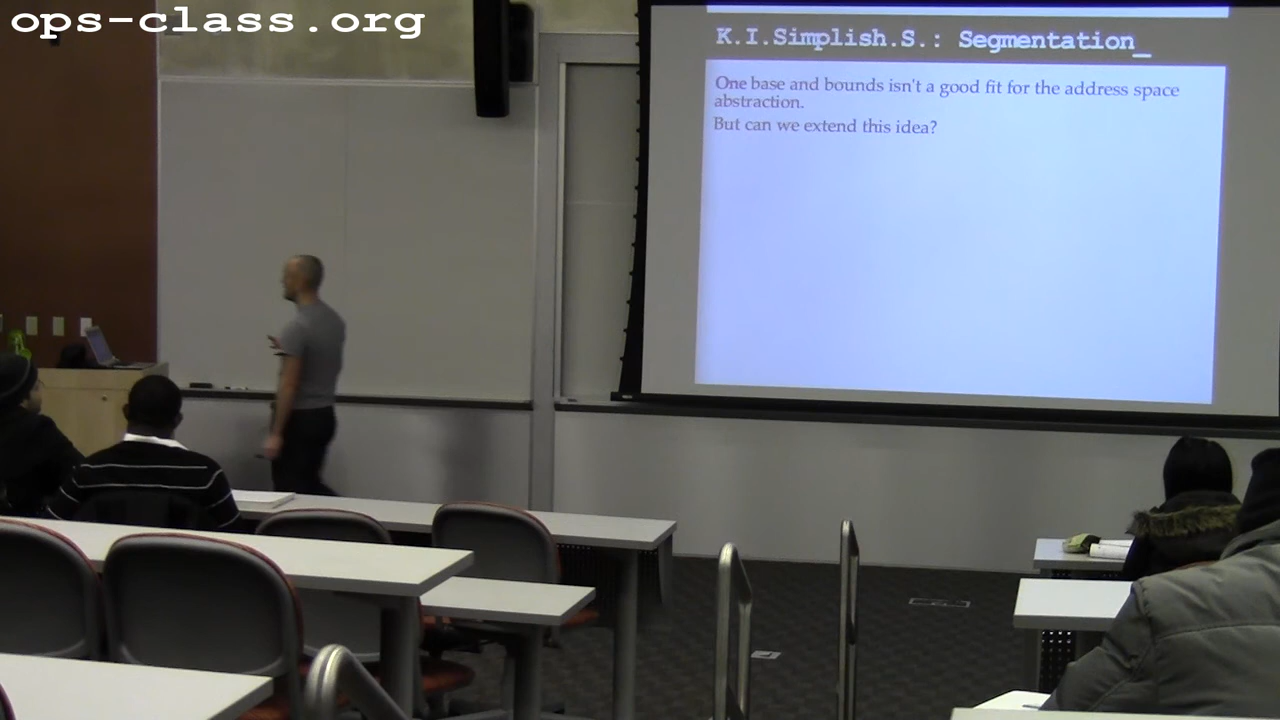 ops-class.org
K.I.Simplish.S.: Segmentation_
One base and bounds isn't a good fit for the address space
abstraction.
But can we extend this idea?